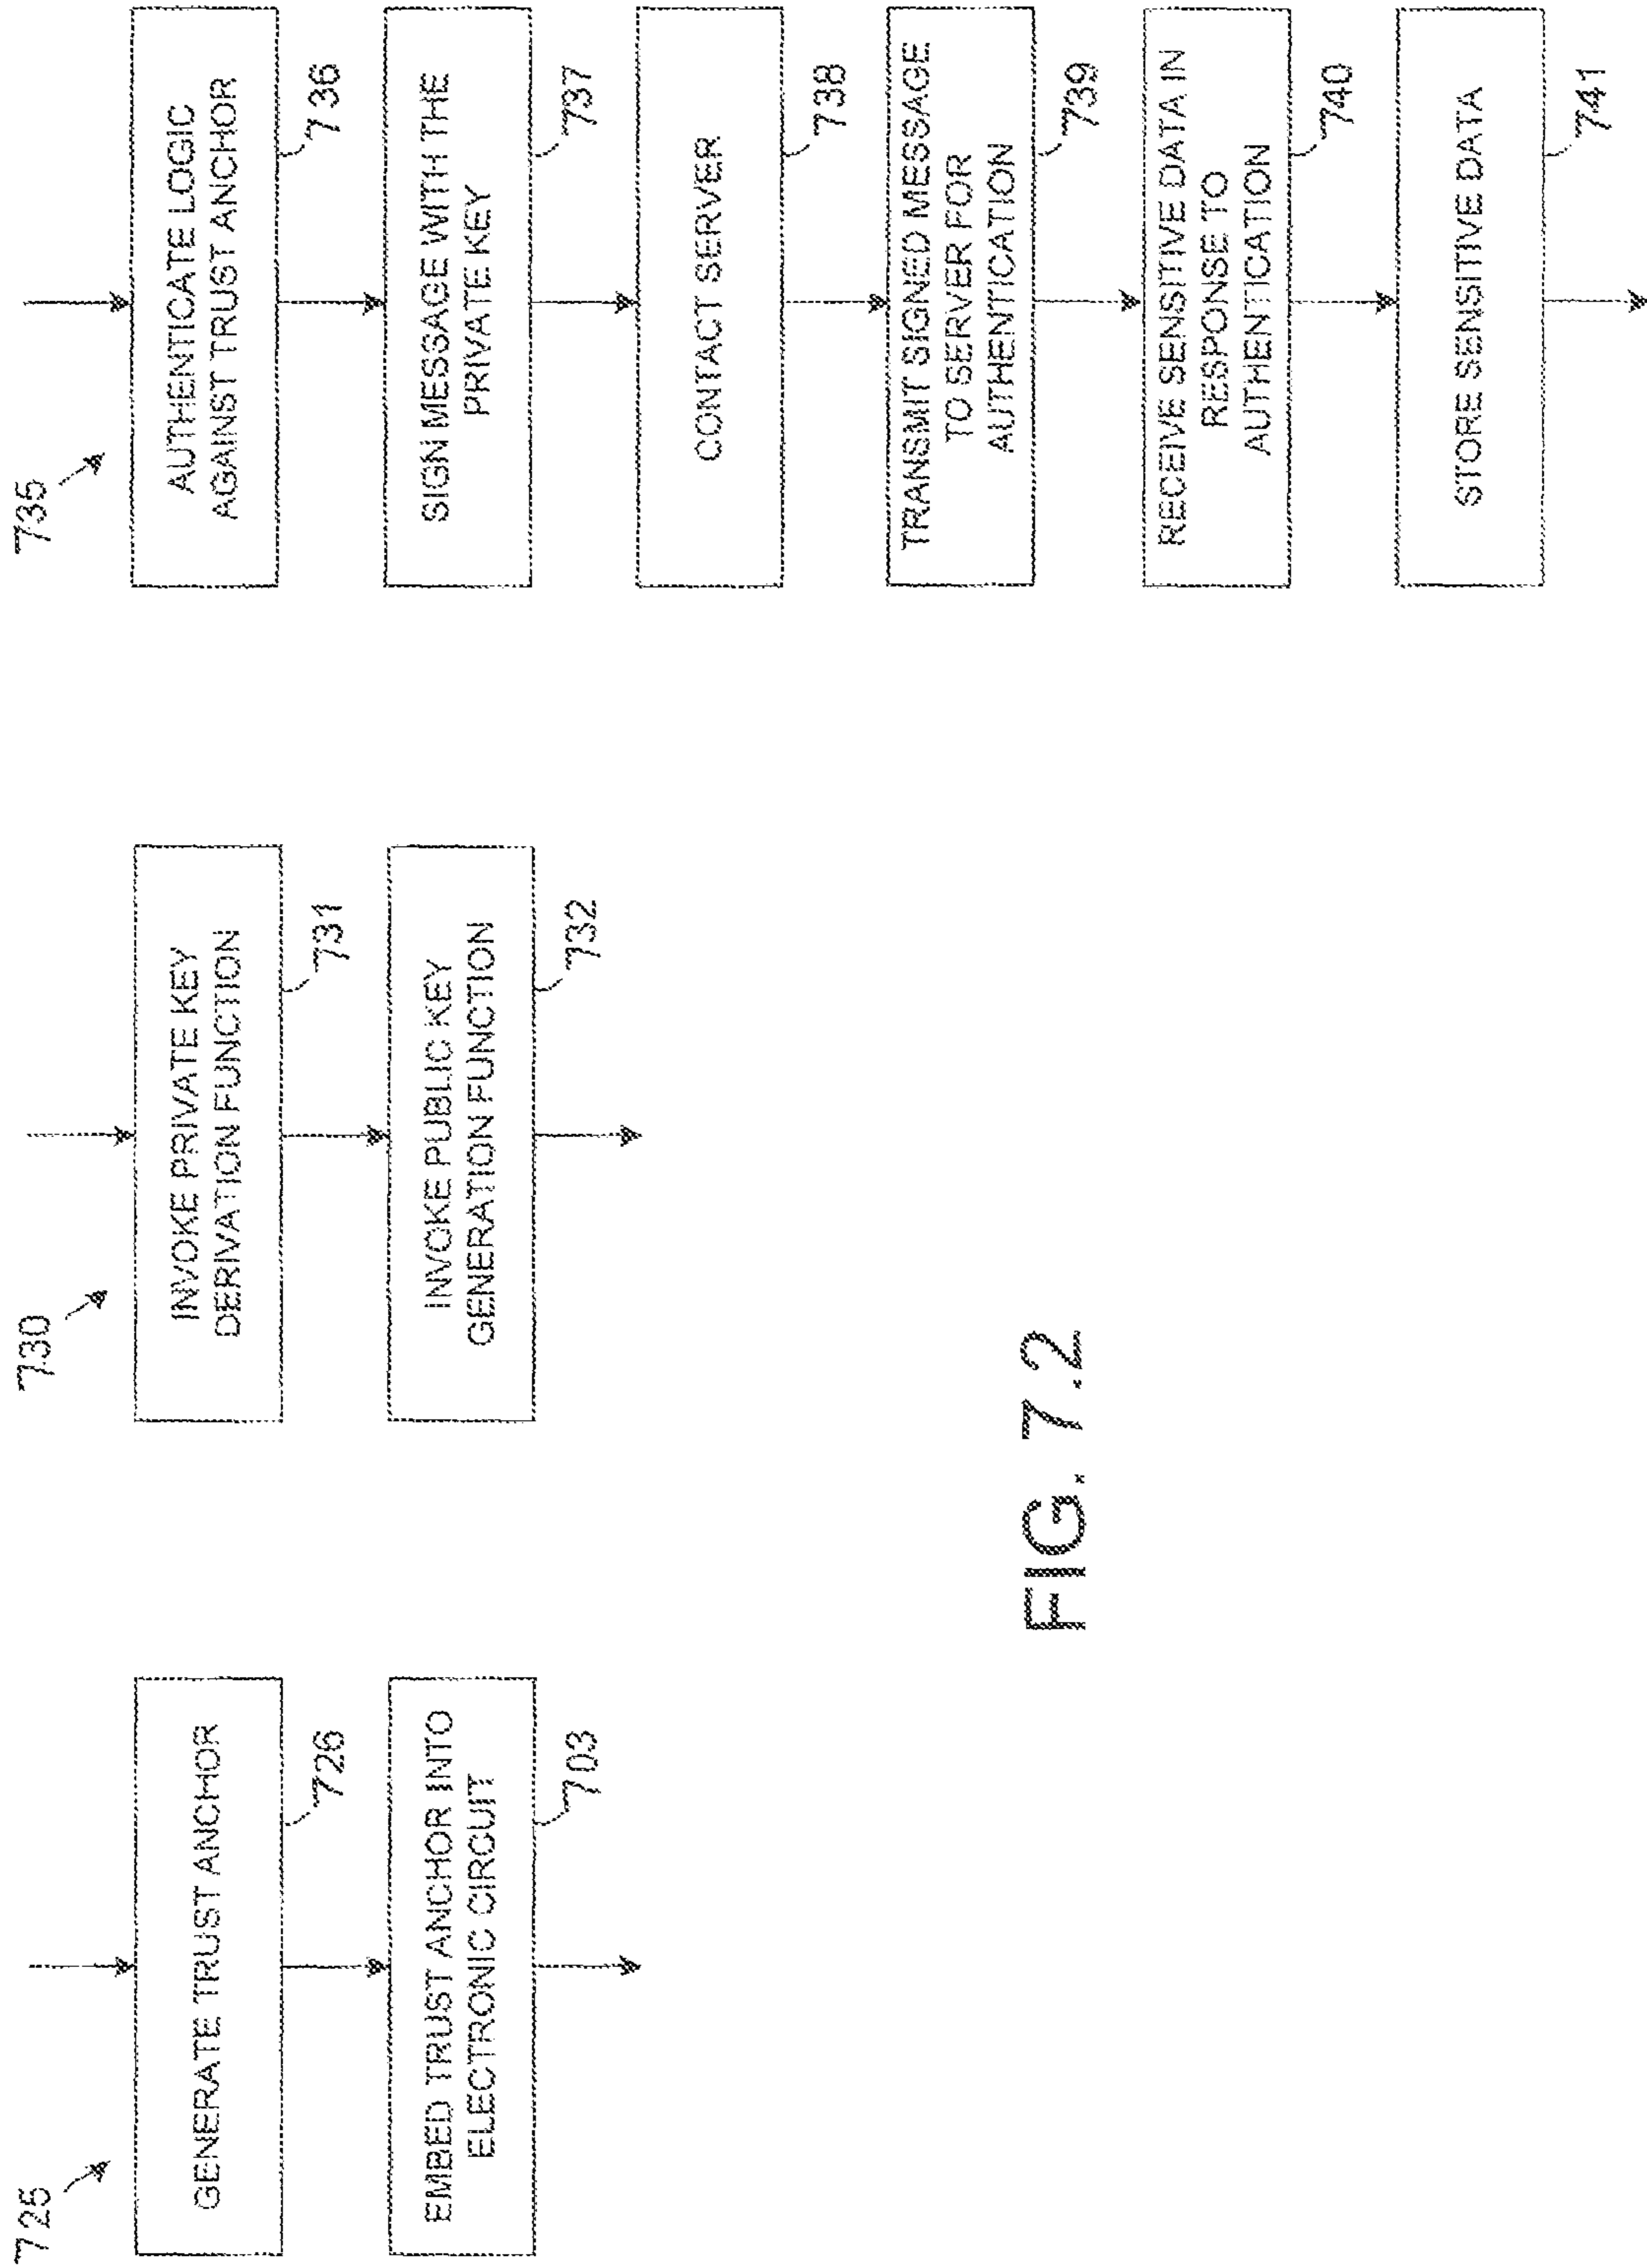 725
GENERATE TRUST ANCHOR
726
EMBED TRUST ANCHOR INTO
ELECTRONIC CIRCUIT
703
730
INVOKE PRIVATE KEY
DERIVATION FUNCTION
731
INVOKE PUBLIC KEY
GENERATION FUNCTION
732
735
AUTHENTICATE LOGIC
AGAINST TRUST ANCHOR
736
SIGN MESSAGE WITH THE
PRIVATE KEY
737
CONTACT SERVER
738
TRANSMIT SIGNED MESSAGE
TO SERVER FOR
AUTHENTICATION
739
RECEIVE SENSITIVE DATA IN
RESPONSE TO
AUTHENTICATION
740
STORE SENSITIVE DATA
741
FIG. 7.2